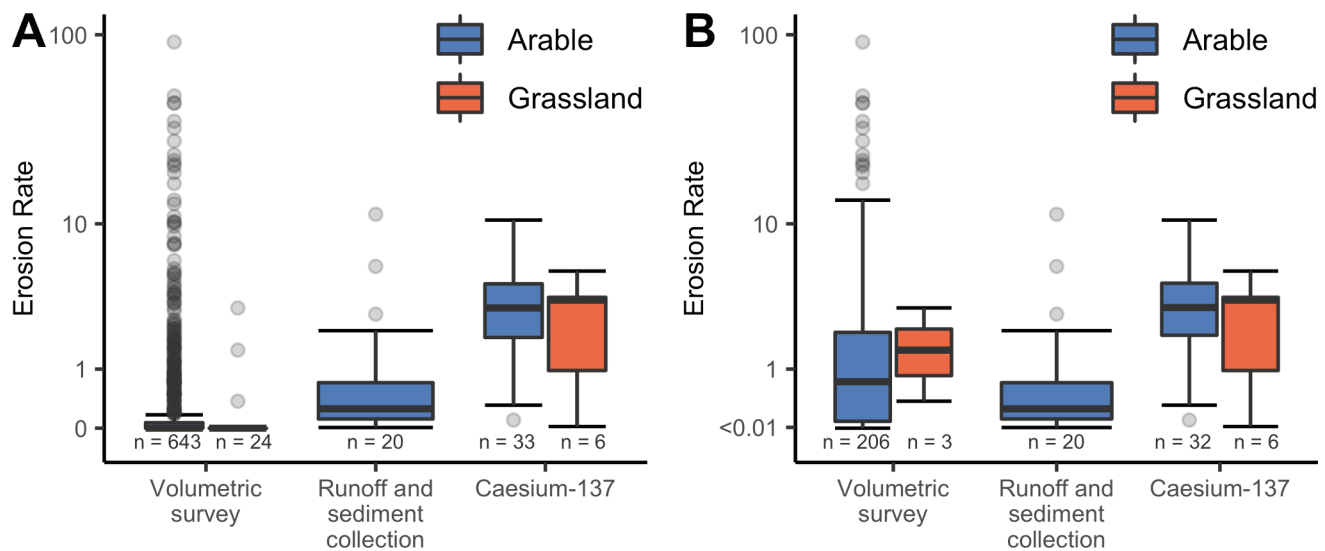 A
100
10
1
0
Erosion Rate
Arable
Grassland
n = 643
n = 24
n = 20
n = 33
n = 6
Volumetric
survey
Runoff and
sediment
collection
Caesium-137
B
100
10
1
<0.01
Erosion Rate
Arable
Grassland
n = 206
n = 3
n = 20
n = 32
n = 6
Volumetric
survey
Runoff and
sediment
collection
Caesium-137